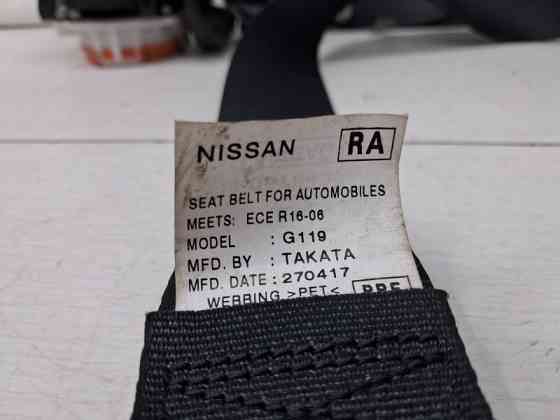 NISSAN RA
SEAT BELT FOR AUTOMOBILES
MEETS: ECE R16-06
MODEL : G119
MFD. BY : TAKATA
MFD. DATE : 270417
WEBBING >PET<